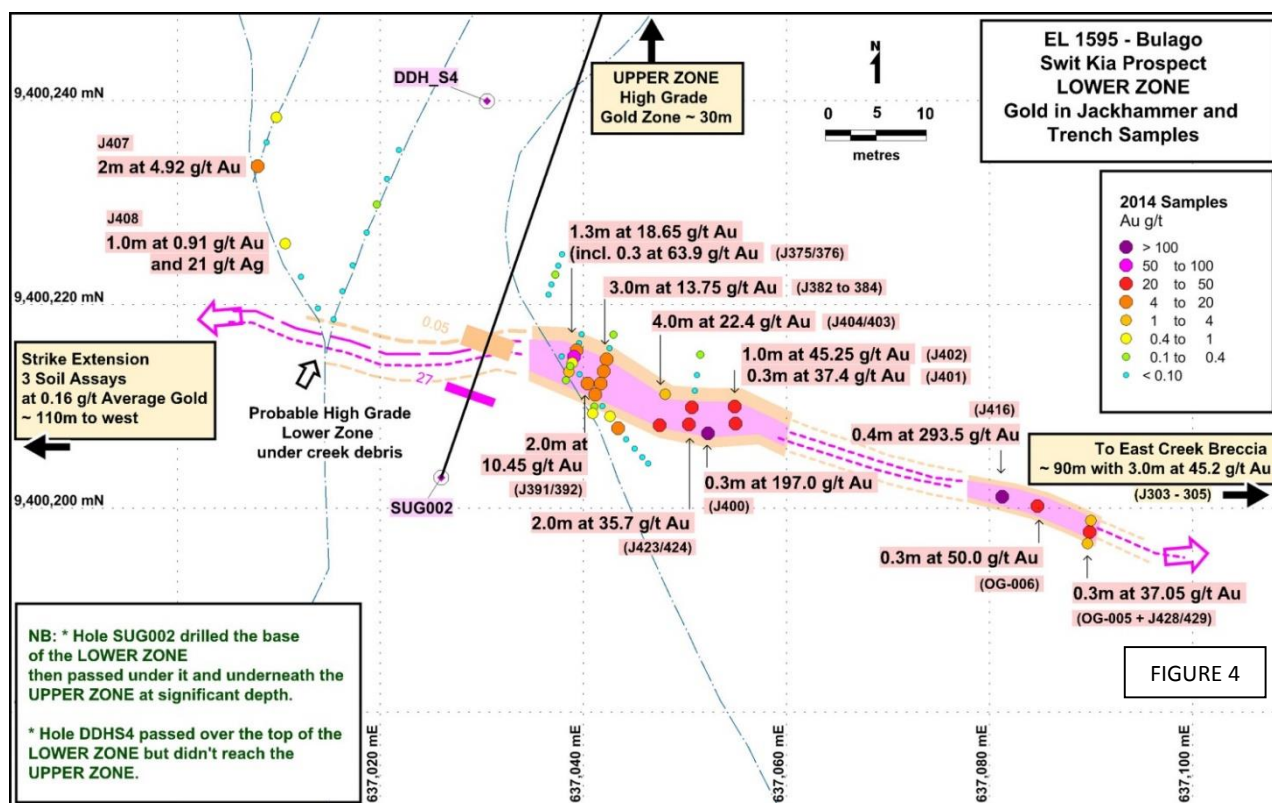 EL 1595 - Bulago
Swit Kia Prospect
LOWER ZONE
Gold in Jackhammer and
Trench Samples
N
0 5 10
metres
UPPER ZONE
High Grade
Gold Zone ~ 30m
DDH_S4
9,400,240 mN
J407
2m at 4.92 g/t Au
J408
1.0m at 0.91 g/t Au
and 21 g/t Ag
2014 Samples
Au g/t
> 100
50 to 100
20 to 50
4 to 20
1 to 4
0.4 to 1
0.1 to 0.4
< 0.10
1.3m at 18.65 g/t Au
(incl. 0.3 at 63.9 g/t Au (J375/376)
3.0m at 13.75 g/t Au (J382 to 384)
4.0m at 22.4 g/t Au (J404/403)
1.0m at 45.25 g/t Au (J402)
0.3m at 37.4 g/t Au (J401)
9,400,220 mN
0.05
27
Strike Extension
3 Soil Assays
at 0.16 g/t Average Gold
~ 110m to west
Probable High Grade
Lower Zone
under creek debris
(J416)
0.4m at 293.5 g/t Au
To East Creek Breccia
~ 90m with 3.0m at 45.2 g/t Au
(J303 - 305)
2.0m at
10.45 g/t Au
(J391/392)
0.3m at 197.0 g/t Au
(J400)
2.0m at 35.7 g/t Au
(J423/424)
9,400,200 mN
SUG002
0.3m at 50.0 g/t Au
(OG-006)
0.3m at 37.05 g/t Au
(OG-005 + J428/429)
NB: * Hole SUG002 drilled the base
of the LOWER ZONE
then passed under it and underneath the
UPPER ZONE at significant depth.
* Hole DDHS4 passed over the top of the
LOWER ZONE but didn't reach the
UPPER ZONE.
FIGURE 4
637,020 mE
637,040 mE
637,060 mE
637,080 mE
637,100 mE